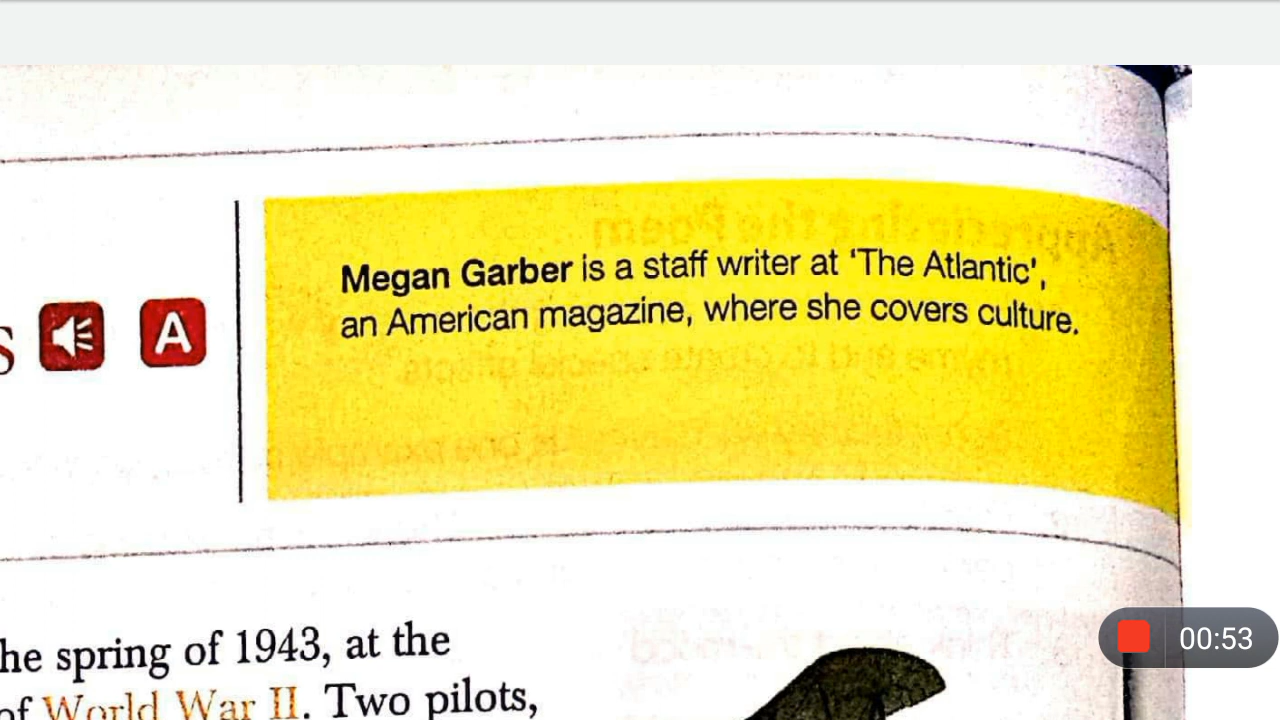 Megan Garber is a staff writer at 'The Atlantic',
an American magazine, where she covers culture.
s A
he spring of 1943, at the
of World War II. Two pilots,
00:53